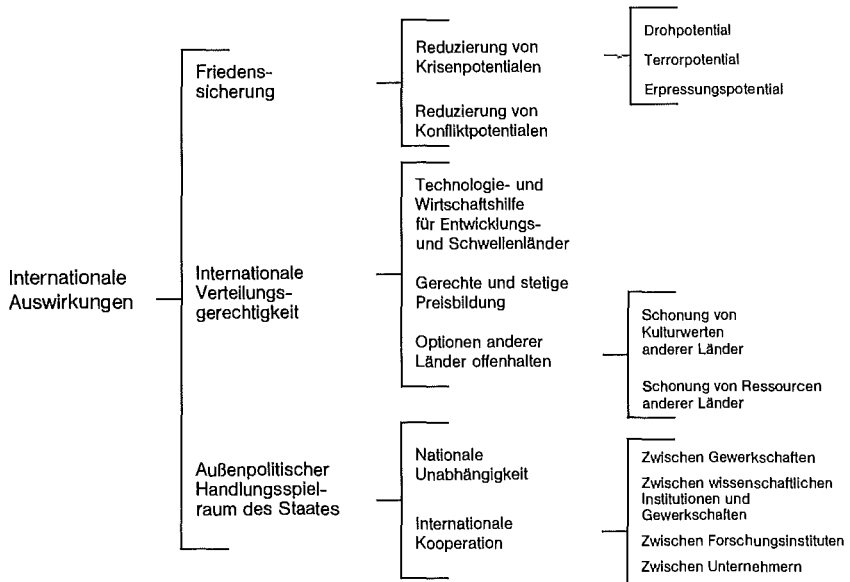 Internationale
Auswirkungen
Friedens-
sicherung
Reduzierung von
Krisenpotentialen
Drohpotential
Terrorpotential
Erpressungspotential
Reduzierung von
Konfliktpotentialen
Internationale
Verteilungs-
gerechtigkeit
Technologie- und
Wirtschaftshilfe
für Entwicklungs-
und Schwellenländer
Gerechte und stetige
Preisbildung
Optionen anderer
Länder offenhalten
Schonung von
Kulturwerten
anderer Länder
Schonung von Ressourcen
anderer Länder
Außenpolitischer
Handlungsspiel-
raum des Staates
Nationale
Unabhängigkeit
Internationale
Kooperation
Zwischen Gewerkschaften
Zwischen wissenschaftlichen
Institutionen und
Gewerkschaften
Zwischen Forschungsinstituten
Zwischen Unternehmern